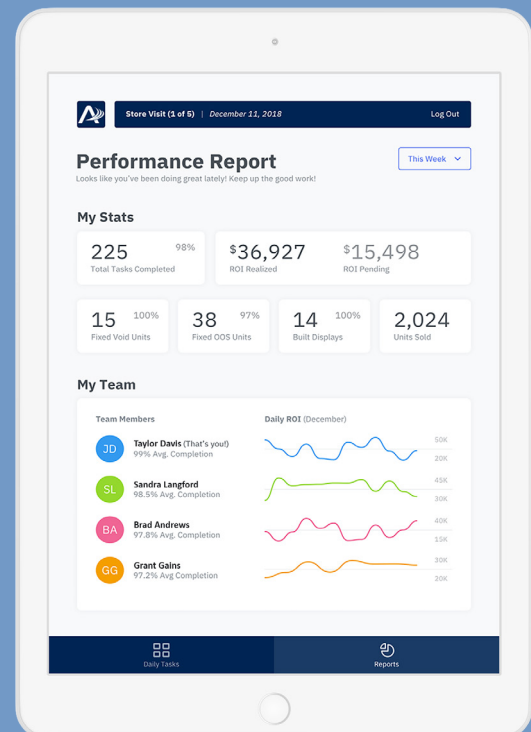 Store Visit (1 of 5) | December 11, 2018
Log Out
Performance Report
This Week
Looks like you've been doing great lately! Keep up the good work!
My Stats
225
98%
Total Tasks Completed
$36,927
ROI Realized
$15,498
ROI Pending
15
100%
Fixed Void Units
38
97%
Fixed OOS Units
14
100%
Built Displays
2,024
Units Sold
My Team
Team Members
Daily ROI (December)
JD
Taylor Davis (That's you!)
99% Avg. Completion
50K
20K
SL
Sandra Langford
98.5% Avg. Completion
45K
30K
BA
Brad Andrews
97.8% Avg. Completion
40K
15K
GG
Grant Gains
97.2% Avg Completion
30K
20K
Daily Tasks
Reports